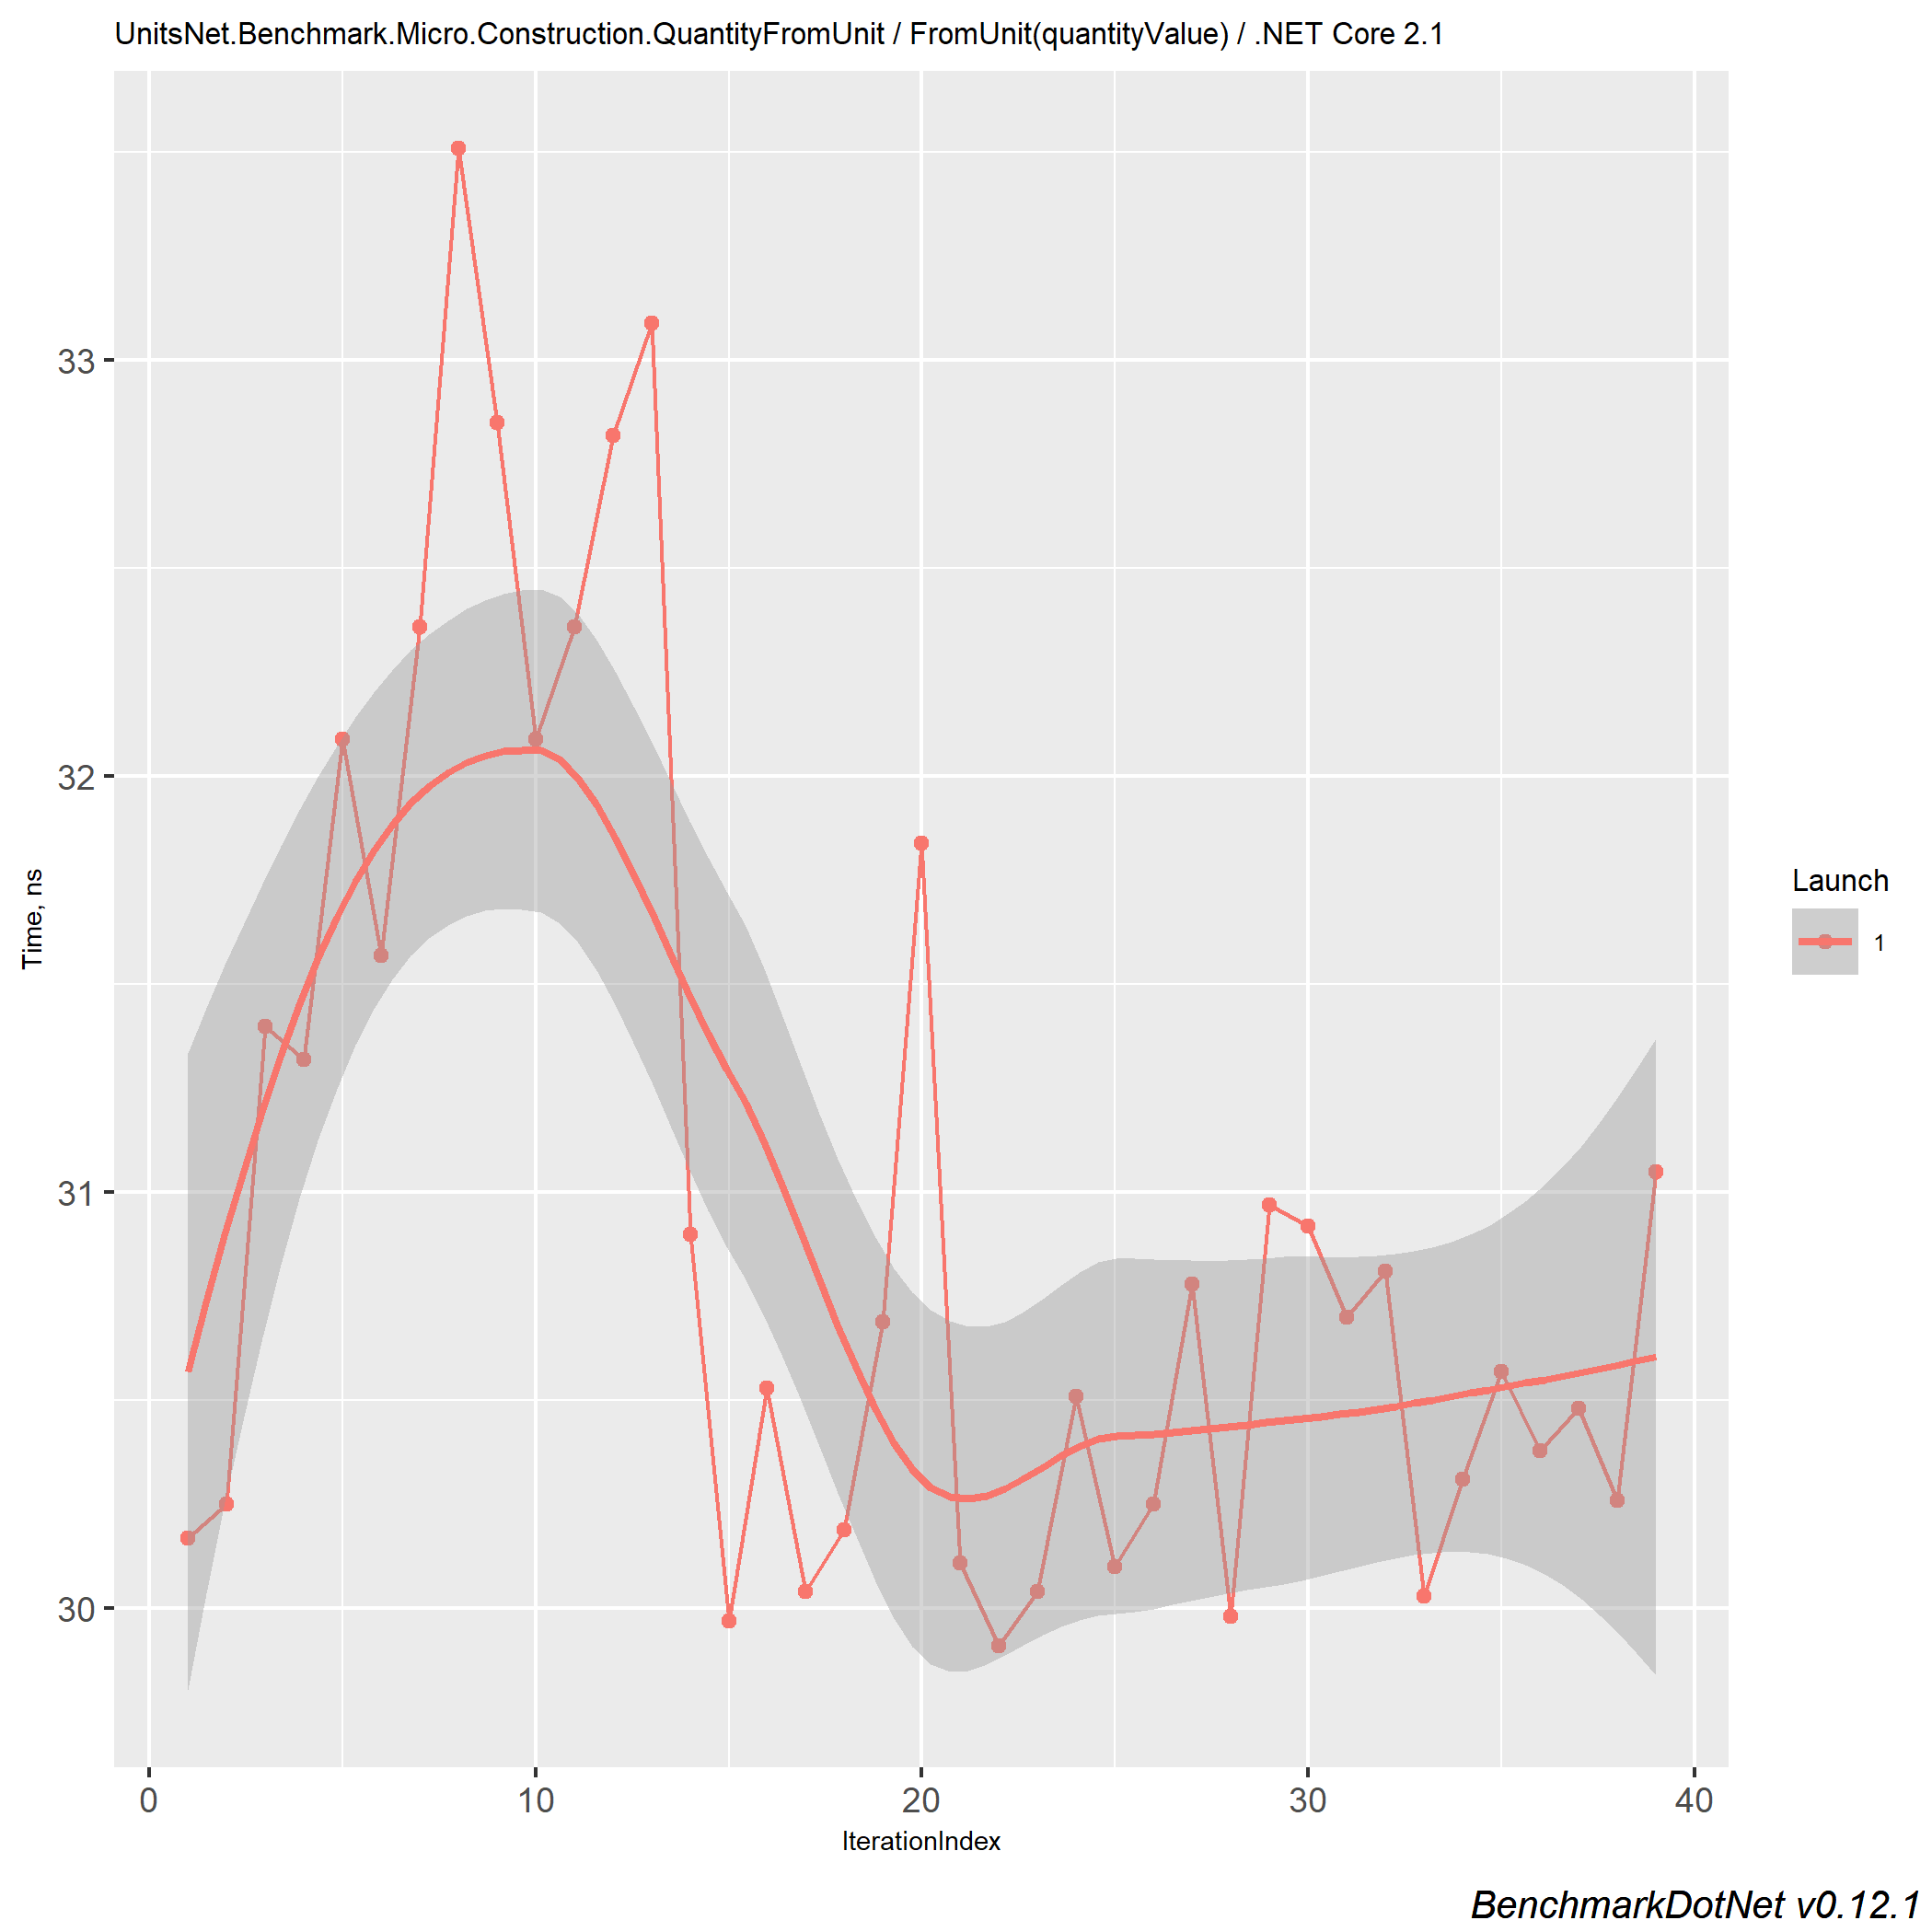 UnitsNet.Benchmark.Micro.Construction.QuantityFromUnit / FromUnit(quantityValue) / .NET Core 2.1
33
32
31
30
Time, ns
0 10 20 30 40
IterationIndex
Launch
1
BenchmarkDotNet v0.12.1